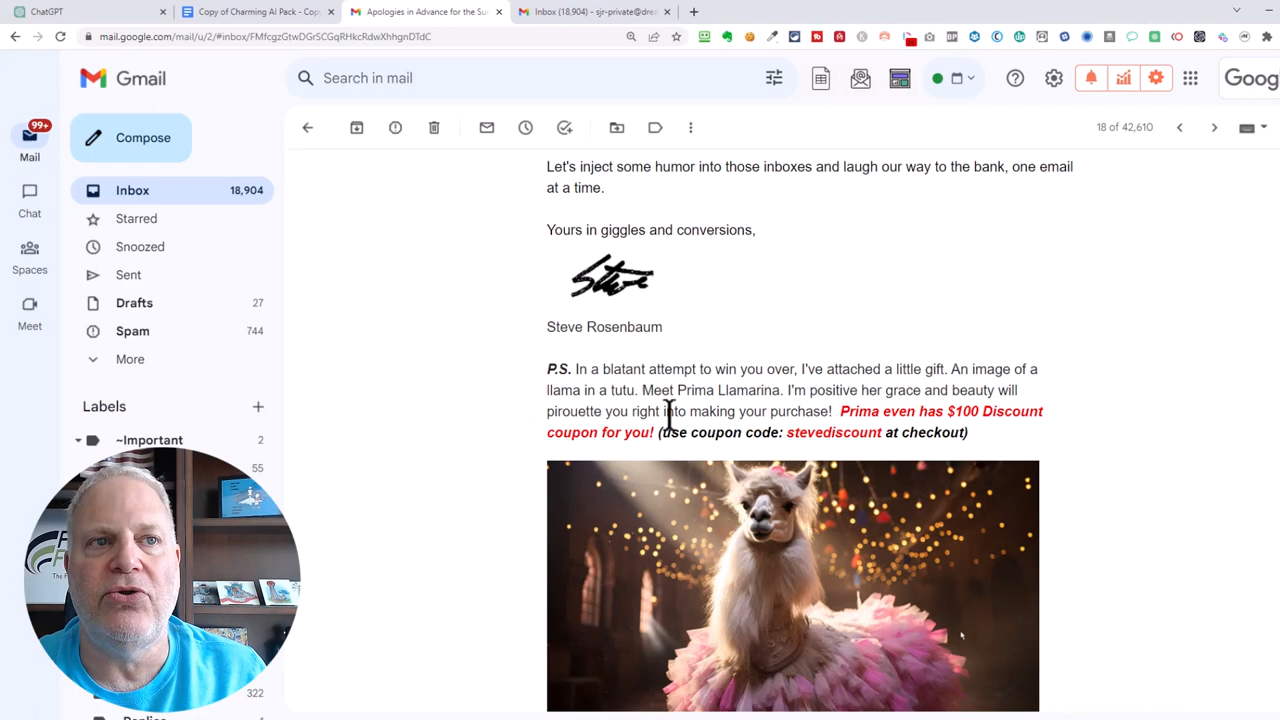 ChatGPT
Copy of Charming AI Pack - Cop
Apologies in Advance for the Su
Inbox (18,904) - sjr-private@dre
mail.google.com/mail/u/2/#inbox/FMfcgzGtwDGrSCGqRHkcRdwXhhgnDTdC
Gmail
Search in mail
Goog
Compose
18 of 42,610
99+
Mail
Chat
Spaces
Meet
Inbox 18,904
Starred
Snoozed
Sent
Drafts 27
Spam 744
More
Labels
~Important 2
55
322
Let's inject some humor into those inboxes and laugh our way to the bank, one email
at a time.
Yours in giggles and conversions,
Steve
Steve Rosenbaum
P.S. In a blatant attempt to win you over, I've attached a little gift. An image of a
llama in a tutu. Meet Prima Llamarina. I'm positive her grace and beauty will
pirouette you right into making your purchase! Prima even has $100 Discount
coupon for you! (use coupon code: stevediscount at checkout)